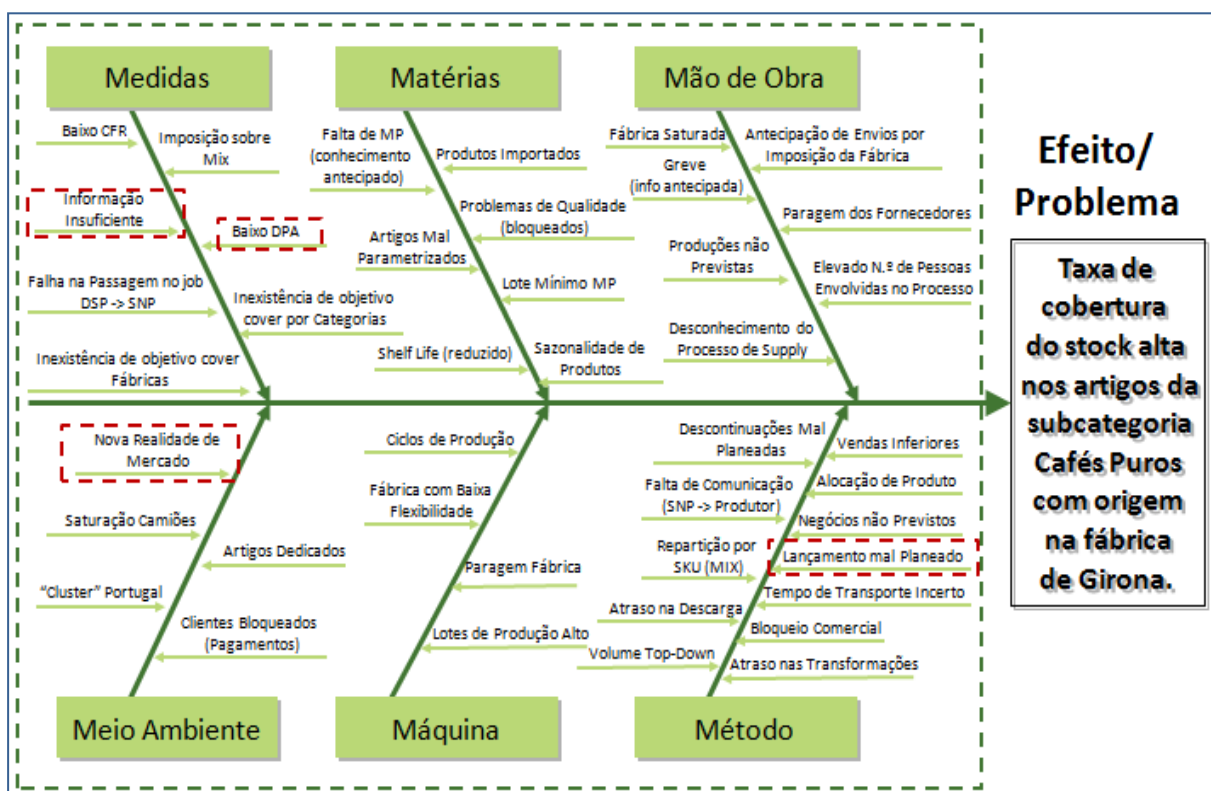 Medidas
Matérias
Mão de Obra
Baixo CFR
Imposição sobre
Mix
Informação
Insuficiente
Baixo DPA
Falha na Passagem no job
DSP -> SNP
Inexistência de objetivo
cover por Categorias
Inexistência de objetivo cover
Fábricas
Falta de MP
(conhecimento
antecipado)
Produtos Importados
Problemas de Qualidade
(bloqueados)
Artigos Mal
Parametrizados
Lote Mínimo MP
Shelf Life (reduzido)
Sazonalidade de
Produtos
Fábrica Saturada
Antecipação de Envios por
Imposição da Fábrica
Greve
(info antecipada)
Paragem dos Fornecedores
Produções não
Previstas
Elevado N.º de Pessoas
Envolvidas no Processo
Desconhecimento do
Processo de Supply
Efeito/
Problema
Taxa de
cobertura
do stock alta
nos artigos da
subcategoria
Cafés Puros
com origem
na fábrica
de Girona.
Nova Realidade de
Mercado
Saturação Camiões
Artigos Dedicados
“Cluster” Portugal
Clientes Bloqueados
(Pagamentos)
Ciclos de Produção
Fábrica com Baixa
Flexibilidade
Paragem Fábrica
Lotes de Produção Alto
Descontinuações Mal
Planeadas
Vendas Inferiores
Falta de Comunicação
(SNP -> Produtor)
Alocação de Produto
Negócios não Previstos
Repartição por
SKU (MIX)
Lançamento mal Planeado
Tempo de Transporte Incerto
Atraso na Descarga
Bloqueio Comercial
Volume Top-Down
Atraso nas Transformações
Meio Ambiente
Máquina
Método